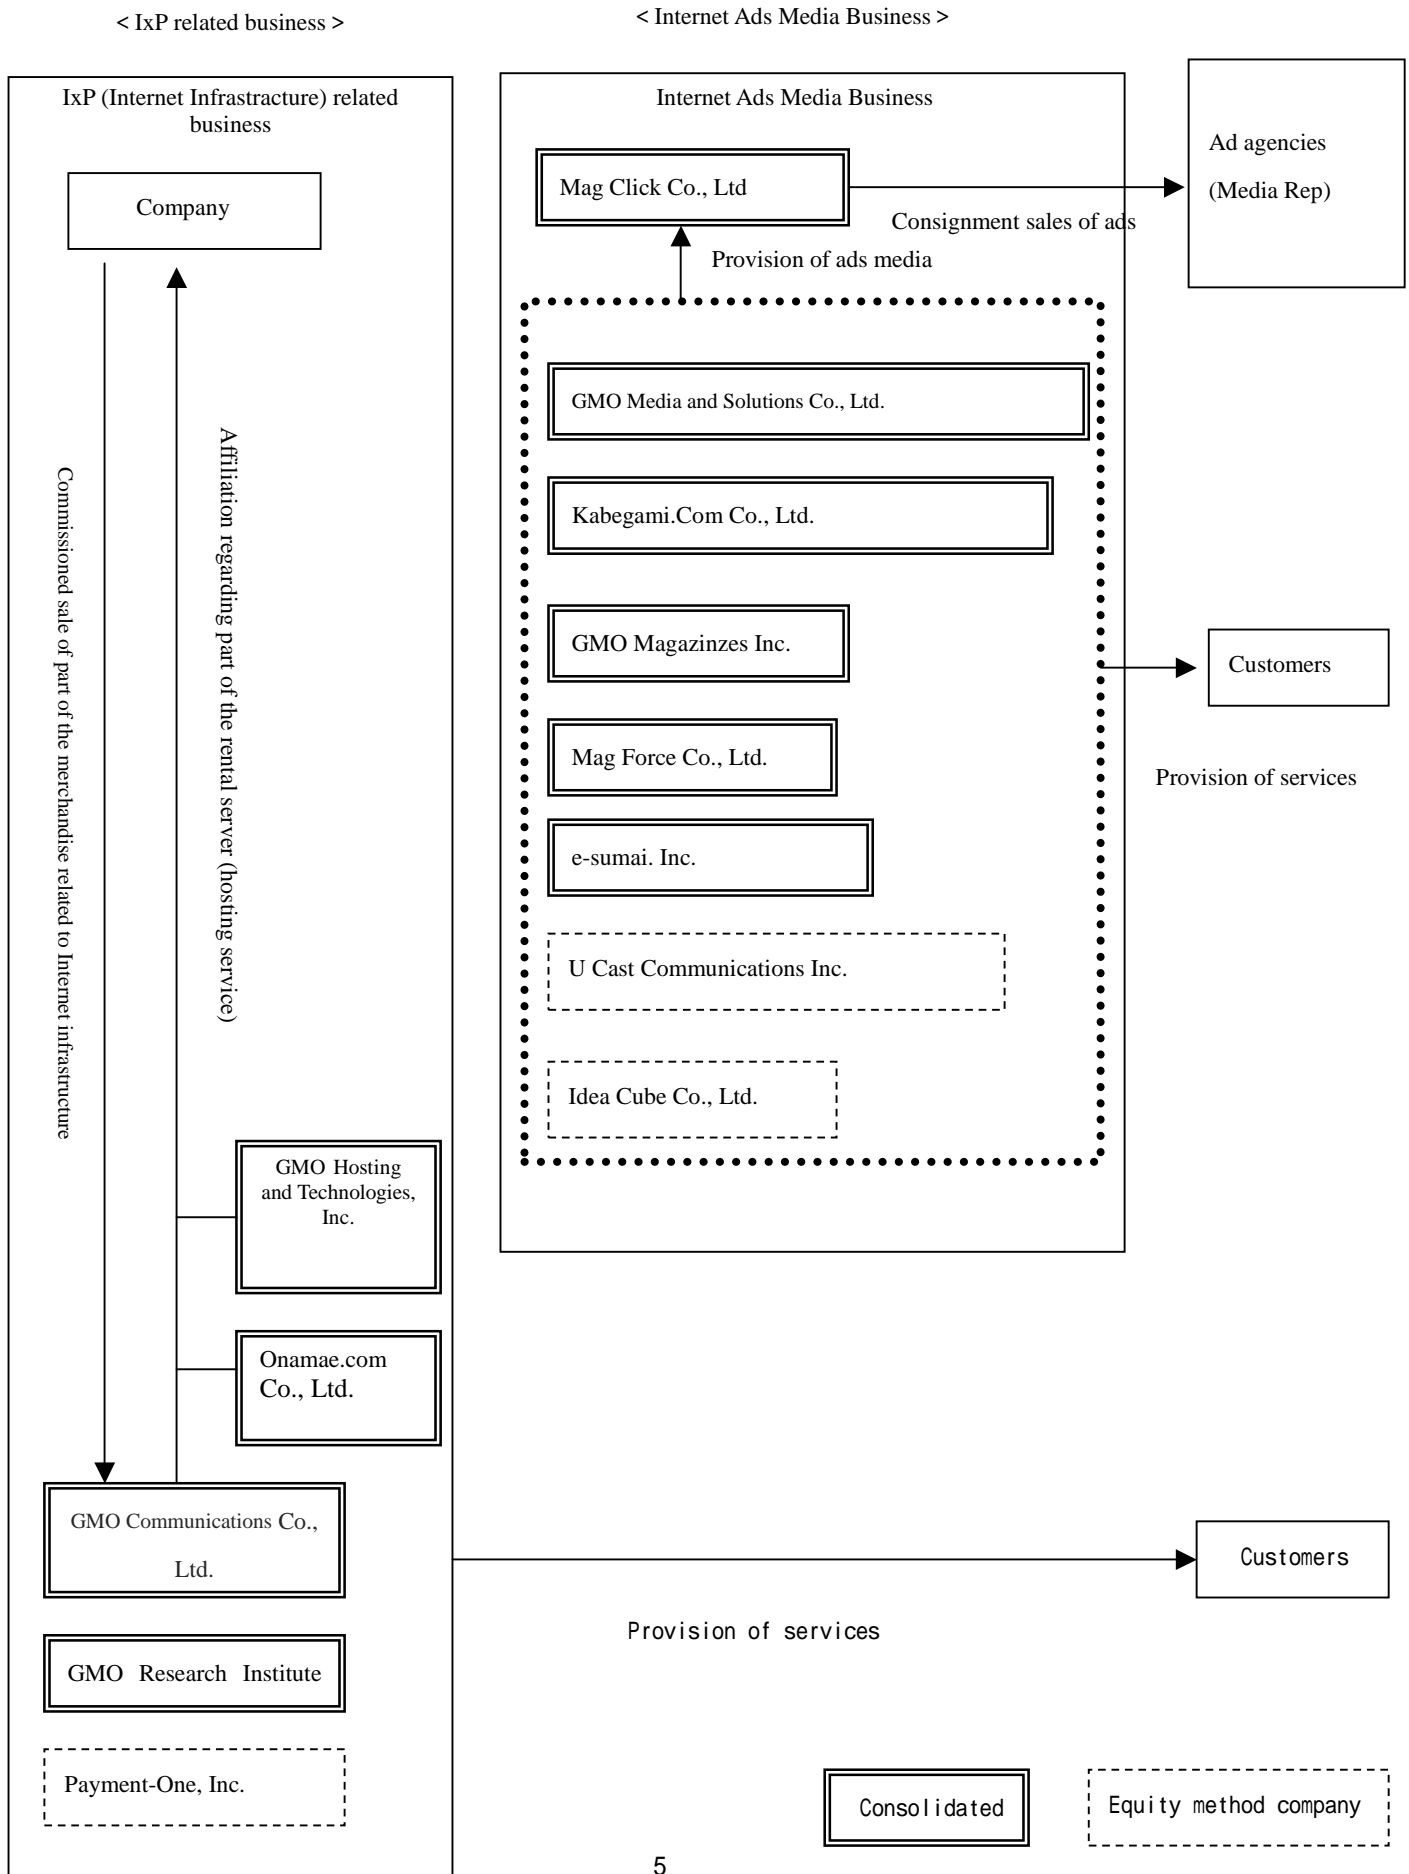 < IxP related business >
< Internet Ads Media Business >
IxP (Internet Infrastracture) related
business
Company
Commissioned sale of part of the merchandise related to Internet infrastructure
Affiliation regarding part of the rental server (hosting service)
GMO Hosting
and Technologies,
Inc.
Onamae.com
Co., Ltd.
GMO Communications Co.,
Ltd.
GMO Research Institute
Payment-One, Inc.
Internet Ads Media Business
Mag Click Co., Ltd
Consignment sales of ads
Provision of ads media
Ad agencies
(Media Rep)
GMO Media and Solutions Co., Ltd.
Kabegami.Com Co., Ltd.
GMO Magazinzes Inc.
Mag Force Co., Ltd.
e-sumai. Inc.
U Cast Communications Inc.
Idea Cube Co., Ltd.
Customers
Provision of services
Customers
Provision of services
Consolidated
Equity method company
5